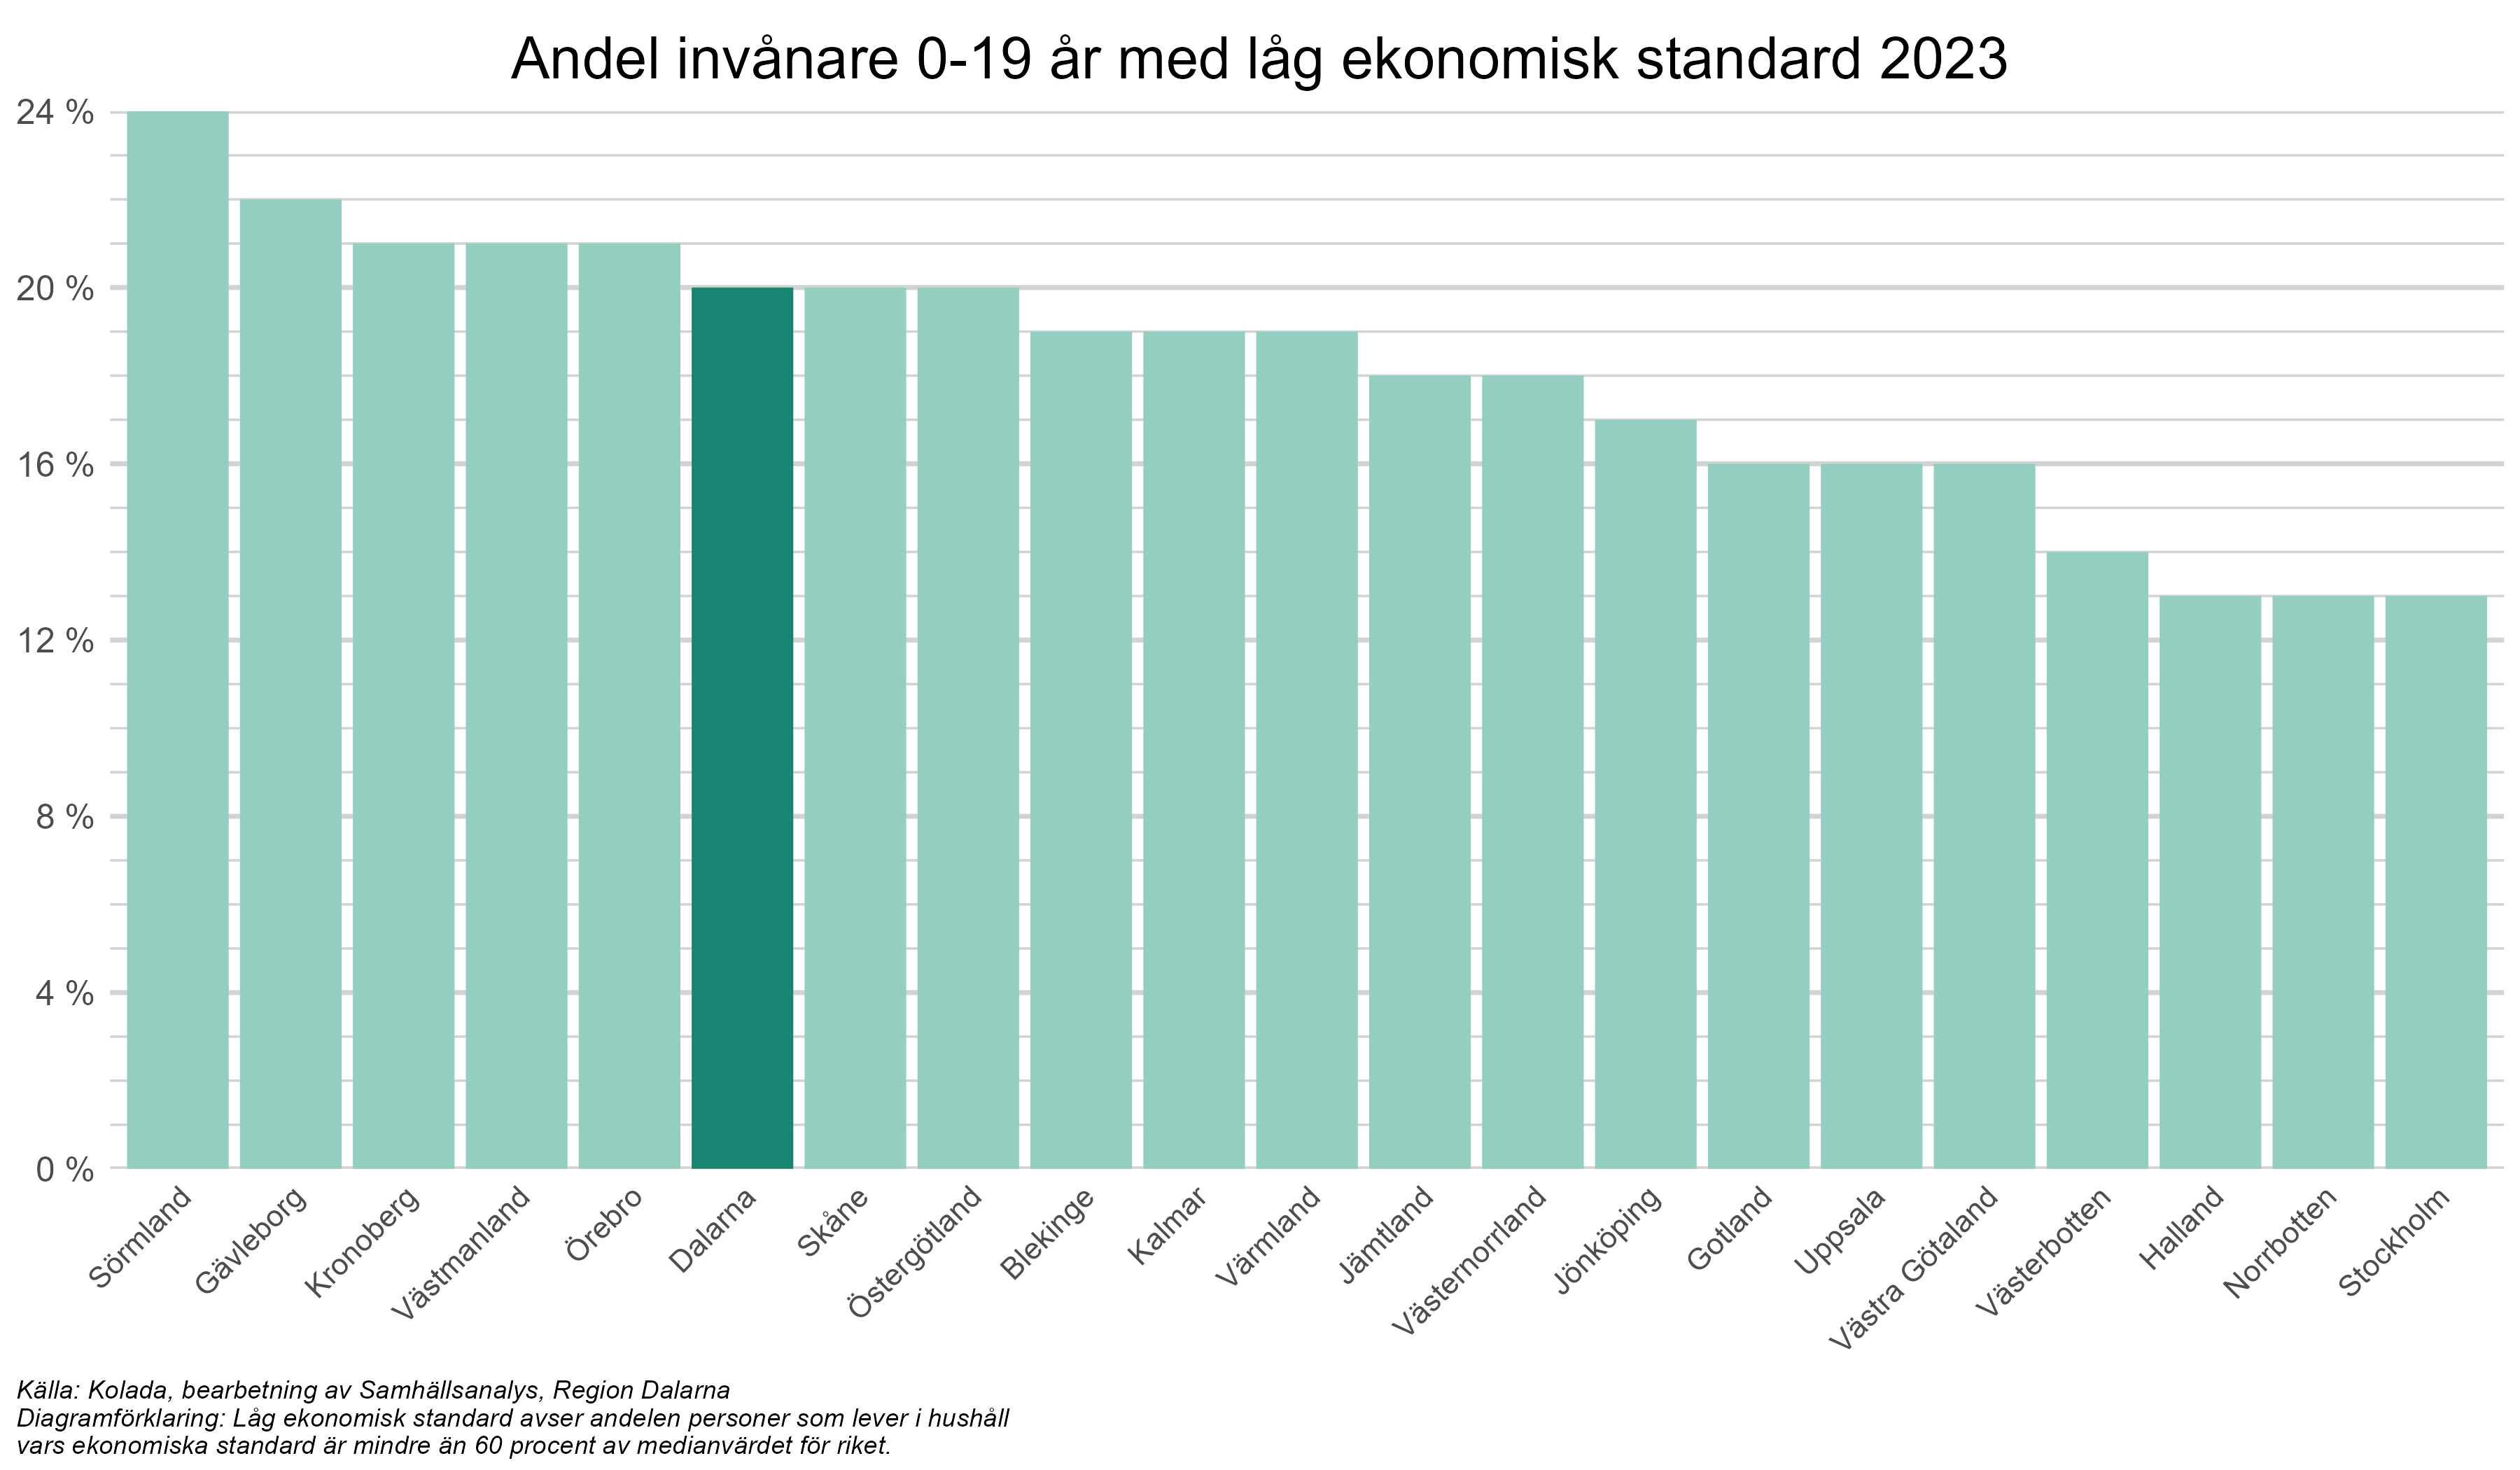 Andel invånare 0-19 år med låg ekonomisk standard 2023
24 %
20 %
16 %
12 %
8 %
4 %
0 %
Sörmland
Gävleborg
Kronoberg
Västmanland
Örebro
Dalarna
Skåne
Östergötland
Blekinge
Kalmar
Värmland
Jämtland
Västernorrland
Jönköping
Gotland
Uppsala
Västra Götaland
Västerbotten
Halland
Norrbotten
Stockholm
Källa: Kolada, bearbetning av Samhällsanalys, Region Dalarna
Diagramförklaring: Låg ekonomisk standard avser andelen personer som lever i hushåll
vars ekonomiska standard är mindre än 60 procent av medianvärdet för riket.